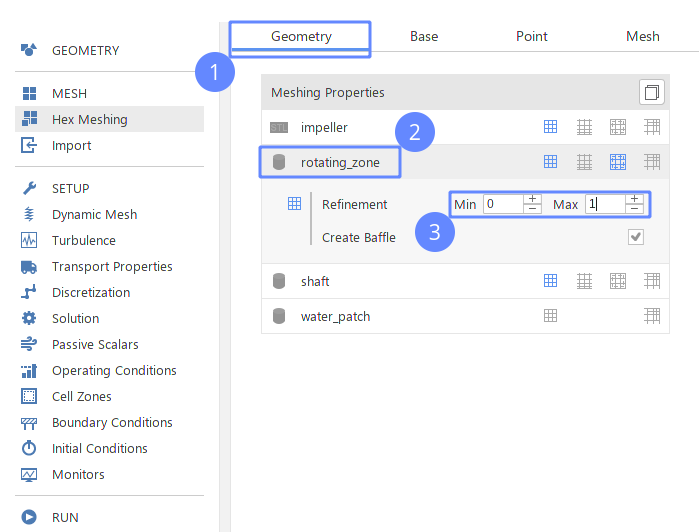 GEOMETRY
MESH
Hex Meshing
Import
SETUP
Dynamic Mesh
Turbulence
Transport Properties
Discretization
Solution
Passive Scalars
Operating Conditions
Cell Zones
Boundary Conditions
Initial Conditions
Monitors
RUN
Geometry Base Point Mesh
1
Meshing Properties
STL impeller
2
rotating_zone
Refinement Min 0 Max 1
3
Create Baffle
shaft
water_patch